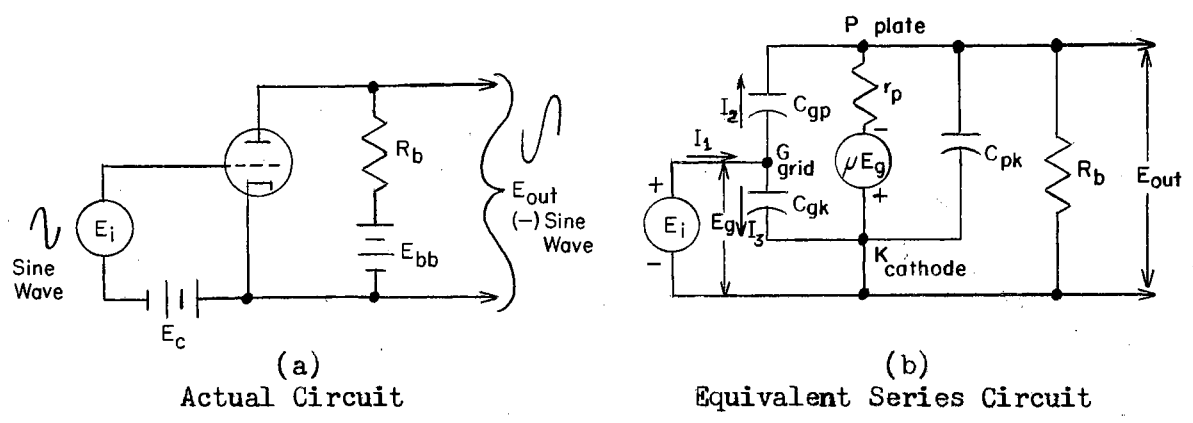 E_i
Sine
Wave
E_c
R_b
E_bb
E_out
(-) Sine
Wave
(a)
Actual Circuit
P plate
I_2
C_gp
r_p
-
I_1
G
grid
μE_g
+
C_pk
R_b
E_out
+
E_i
-
E_g
C_gk
I_3
K cathode
(b)
Equivalent Series Circuit